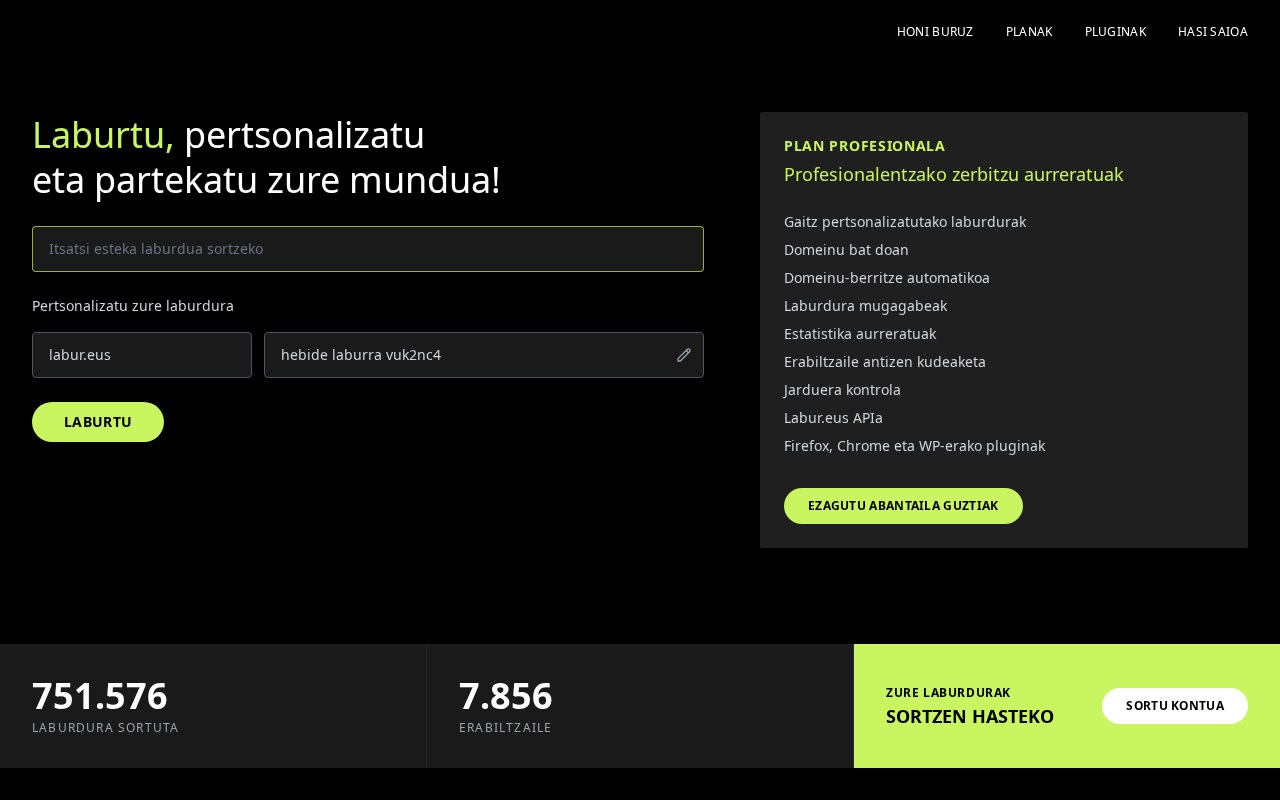 HONI BURUZ
PLANAK
PLUGINAK
HASI SAIOA
Laburtu, pertsonalizatu
eta partekatu zure mundua!
Itsatsi esteka laburdua sortzeko
Pertsonalizatu zure laburdura
labur.eus
hebide laburra vuk2nc4
LABURTU
PLAN PROFESIONALA
Profesionalentzako zerbitzu aurreratuak
Gaitz pertsonalizatutako laburdurak
Domeinu bat doan
Domeinu-berritze automatikoa
Laburdura mugagabeak
Estatistika aurreratuak
Erabiltzaile antizen kudeaketa
Jarduera kontrola
Labur.eus APIa
Firefox, Chrome eta WP-erako pluginak
EZAGUTU ABANTAILA GUZTIAK
751.576
LABURDURA SORTUTA
7.856
ERABILTZAILE
ZURE LABURDURAK
SORTZEN HASTEKO
SORTU KONTUA